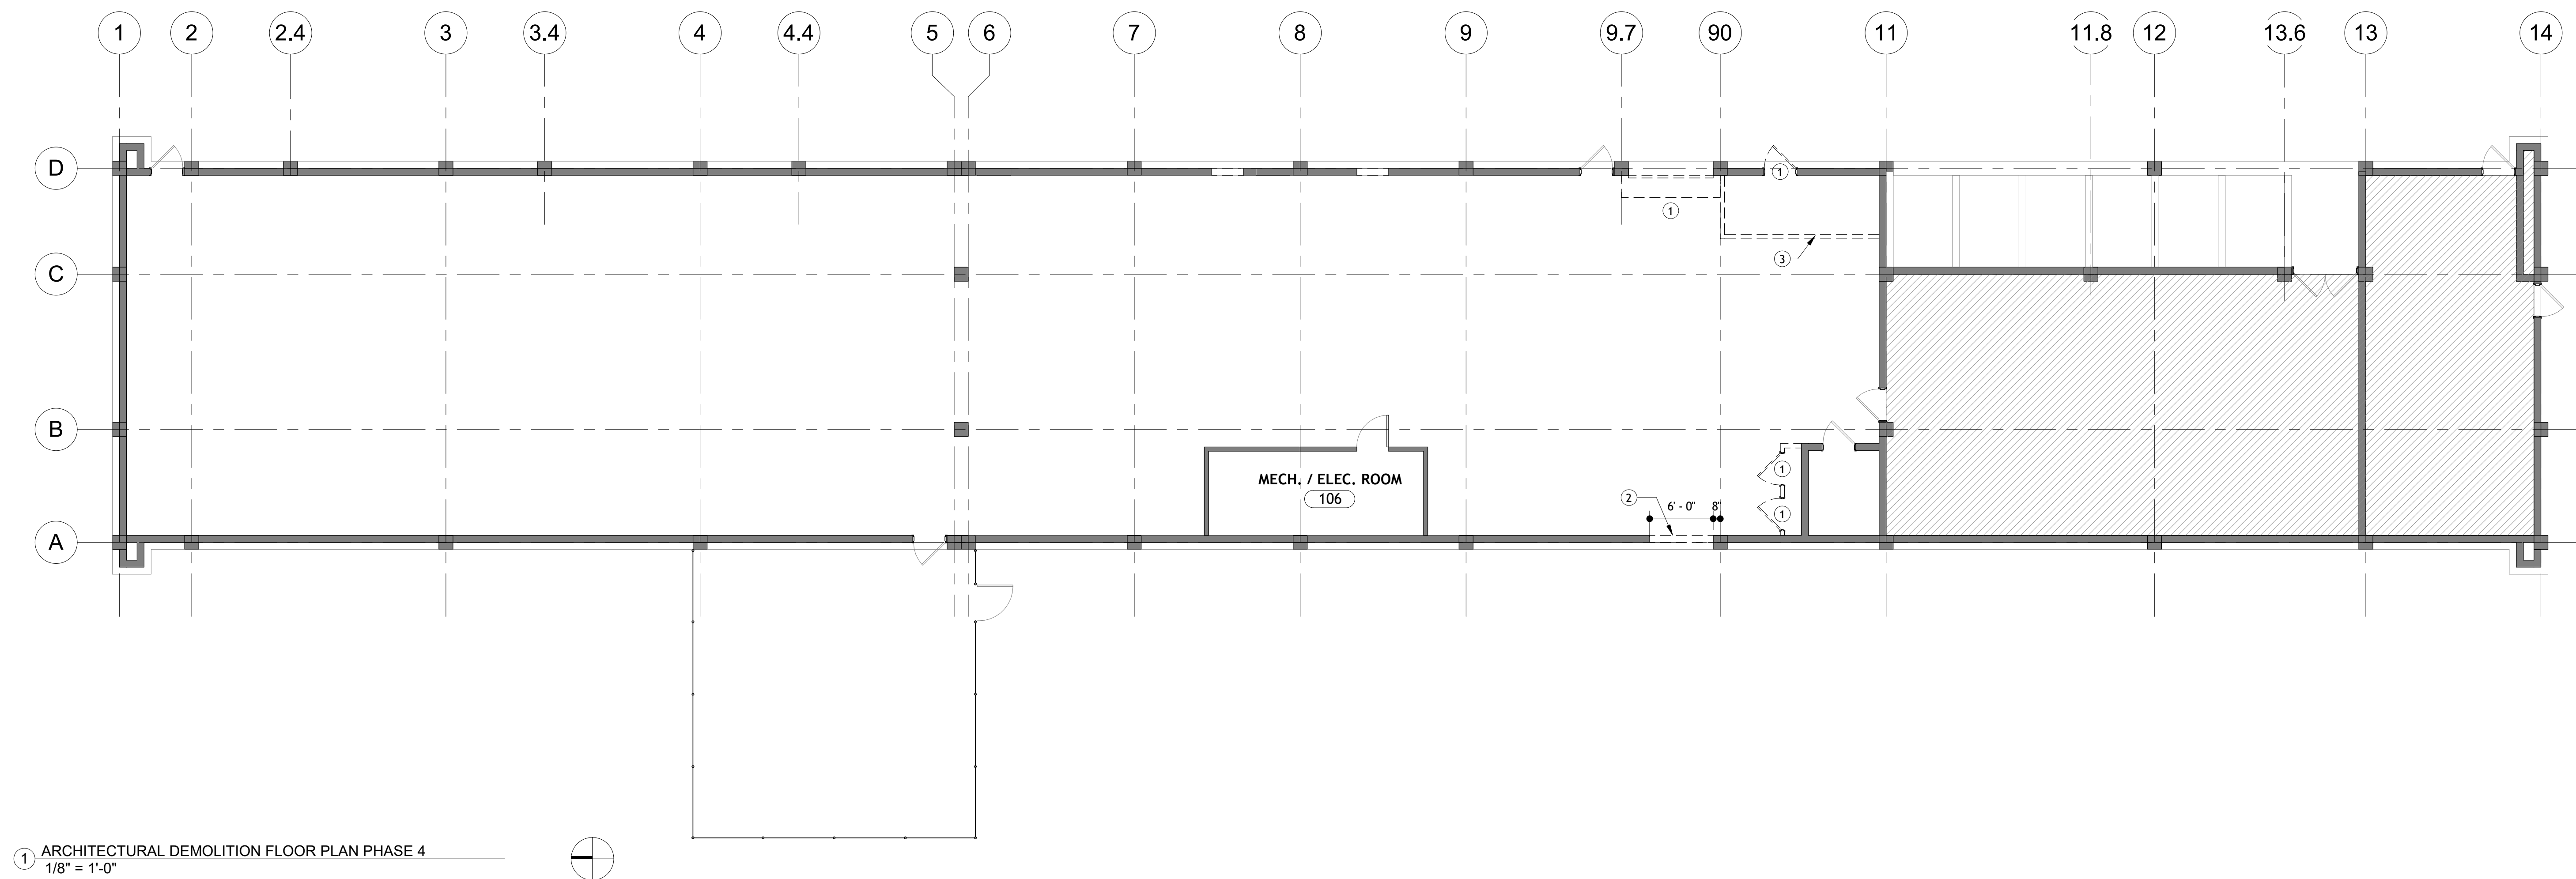 1 2 2.4 3 3.4 4 4.4 5 6 7 8 9 9.7 90 11 11.8 12 13.6 13 14
D
1
1
C
3
B
MECH. / ELEC. ROOM
1
106
2
6' - 0" 8"
1
A
1 ARCHITECTURAL DEMOLITION FLOOR PLAN PHASE 4
1/8" = 1'-0"